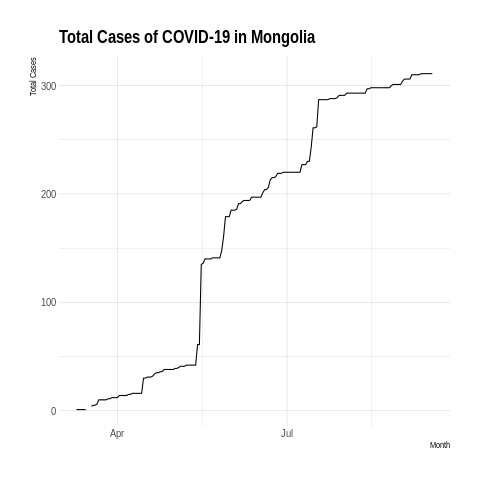 Total Cases of COVID-19 in Mongolia
Total Cases
300
200
100
0
Apr Jul
Month